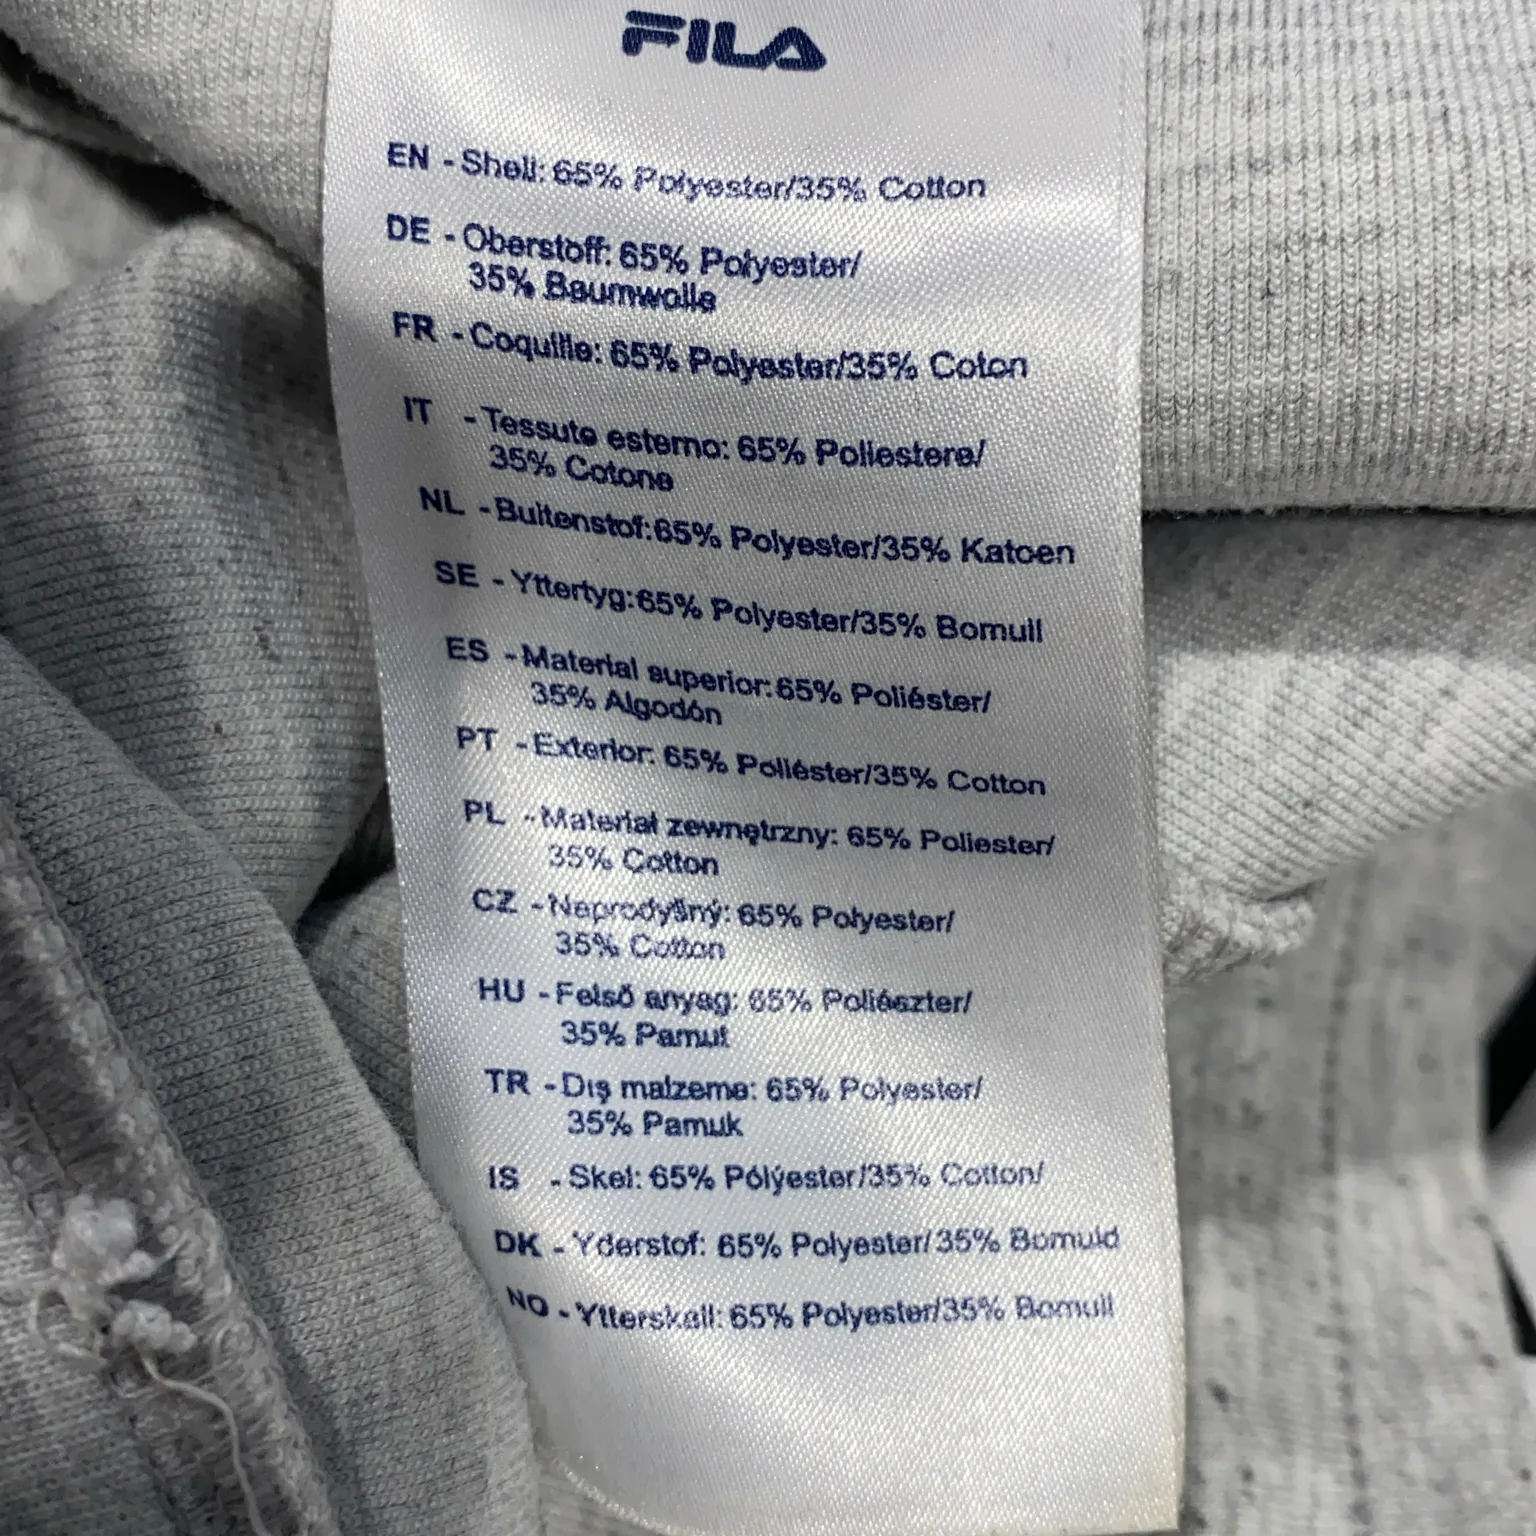 FILA
EN - Shell: 65% Polyester/35% Cotton
DE - Oberstoff: 65% Polyester/
35% Baumwolle
FR - Coquille: 65% Polyester/35% Coton
IT - Tessuto esterno: 65% Poliestere/
35% Cotone
NL - Buitenstof:65% Polyester/35% Katoen
SE - Yttertyg:65% Polyester/35% Bomull
ES - Material superior:65% Poliéster/
35% Algodón
PT - Exterior: 65% Poliéster/35% Cotton
PL - Materiał zewnętrzny: 65% Poliester/
35% Cotton
CZ - Neprodyšný: 65% Polyester/
35% Cotton
HU - Felső anyag: 65% Poliészter/
35% Pamut
TR - Dış malzeme: 65% Polyester/
35% Pamuk
IS - Skel: 65% Pólýester/35% Cotton/
DK - Yderstof: 65% Polyester/35% Bomuld
NO - Ytterskall: 65% Polyester/35% Bomull